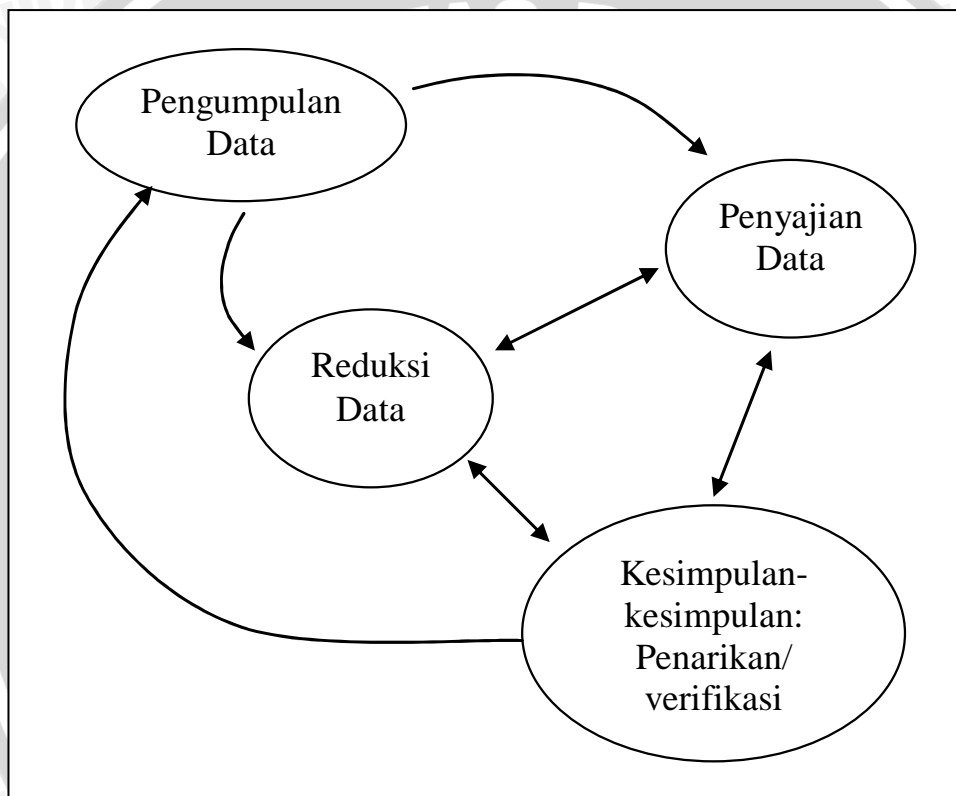 Pengumpulan
Data
Penyajian
Data
Reduksi
Data
Kesimpulan-
kesimpulan:
Penarikan/
verifikasi